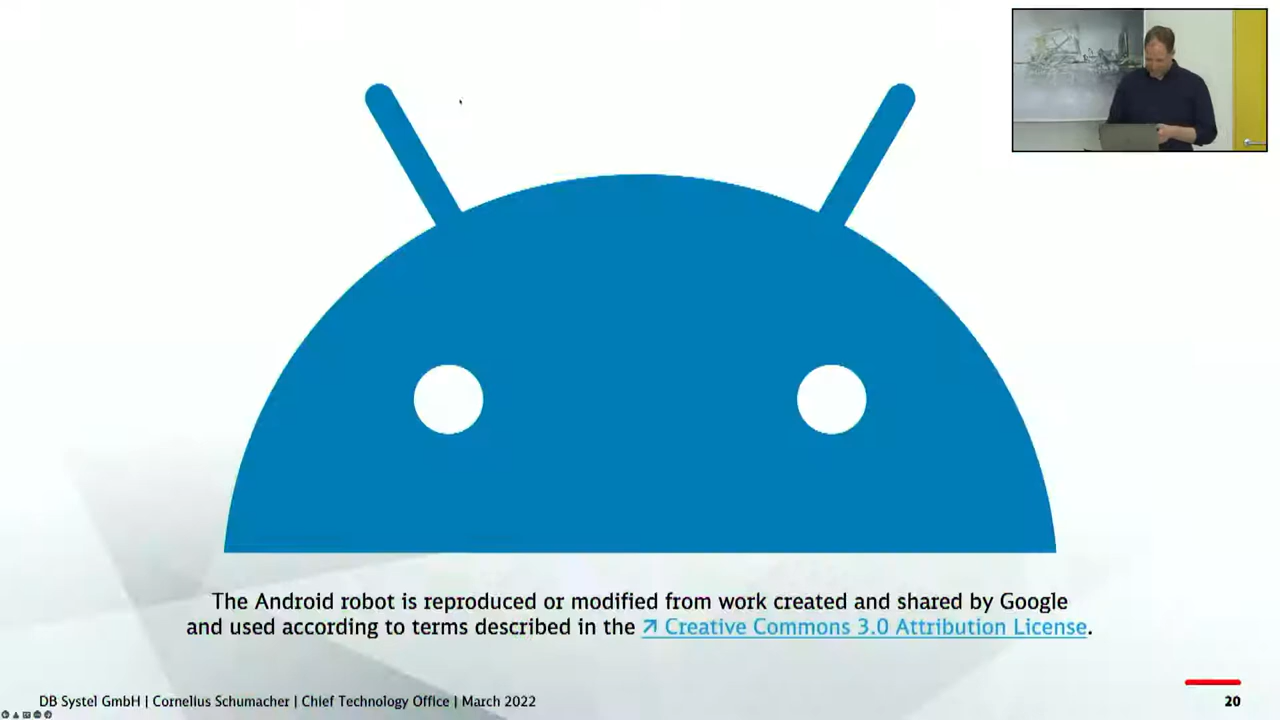 The Android robot is reproduced or modified from work created and shared by Google
and used according to terms described in the ↗ Creative Commons 3.0 Attribution License.
DB Systel GmbH | Cornelius Schumacher | Chief Technology Office | March 2022
20